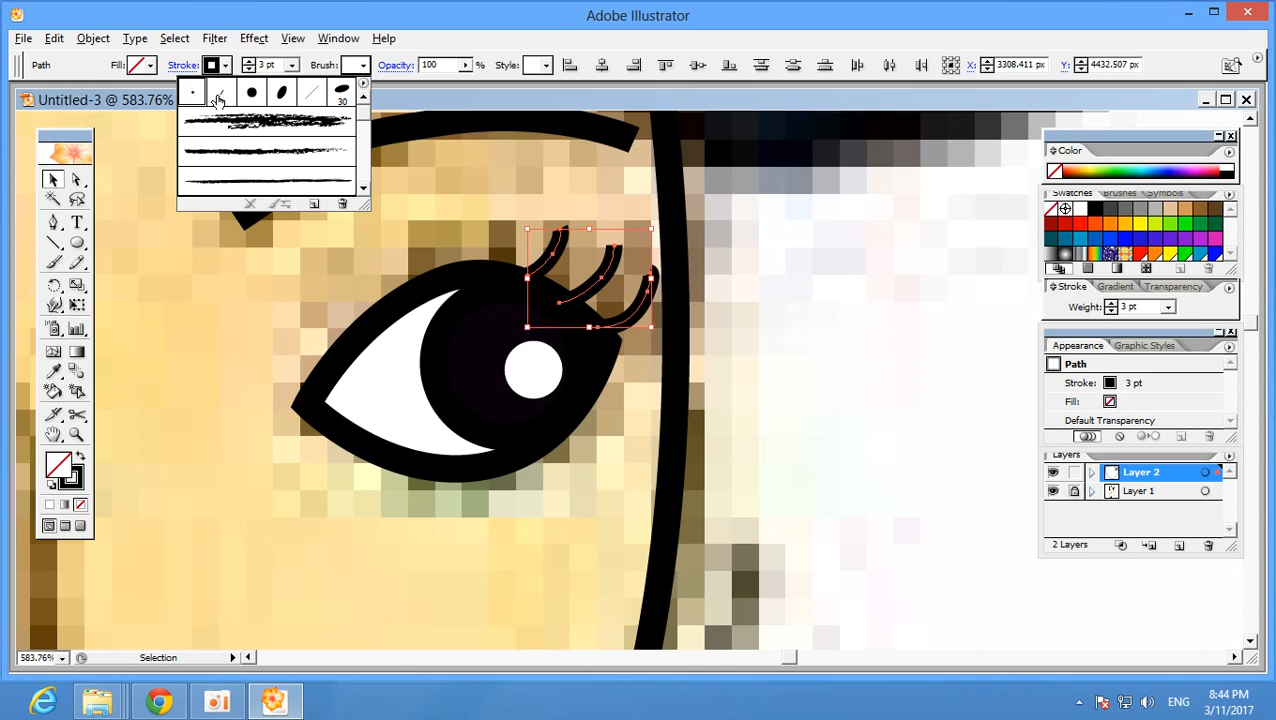 Adobe Illustrator
File Edit Object Type Select Filter Effect View Window Help
Path Fill: Stroke: 3 pt Brush: Opacity: 100 % Style: X: 3308.411 px Y: 4432.507 px
Untitled-3 @ 583.76%
30
Color
Swatches Brushes Symbols
Stroke Gradient Transparency
Weight: 3 pt
Appearance Graphic Styles
Path
Stroke: 3 pt
Fill:
Default Transparency
Layers
Layer 2
Layer 1
2 Layers
583.76% Selection
ENG
8:44 PM
3/11/2017